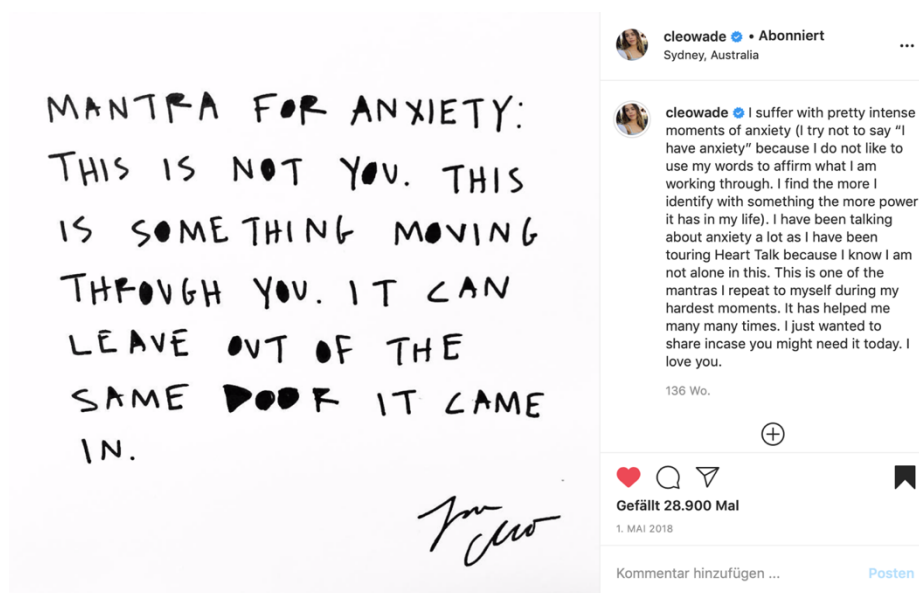 MANTRA FOR ANXIETY:
THIS IS NOT YOU. THIS
IS SOMETHING MOVING
THROUGH YOU. IT CAN
LEAVE OUT OF THE
SAME DOOR IT CAME
IN.
Love
Cleo
cleowade • Abonniert
Sydney, Australia
cleowade I suffer with pretty intense
moments of anxiety (I try not to say “I
have anxiety” because I do not like to
use my words to affirm what I am
working through. I find the more I
identify with something the more power
it has in my life). I have been talking
about anxiety a lot as I have been
touring Heart Talk because I know I am
not alone in this. This is one of the
mantras I repeat to myself during my
hardest moments. It has helped me
many many times. I just wanted to
share incase you might need it today. I
love you.
136 Wo.
Gefällt 28.900 Mal
1. MAI 2018
Kommentar hinzufügen ...
Posten